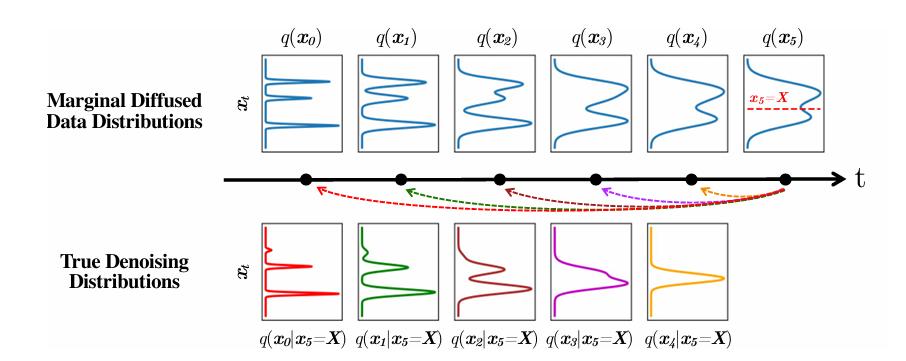 q(x₀) q(x₁) q(x₂) q(x₃) q(x₄) q(x₅)
Marginal Diffused
Data Distributions
xₜ
x₅=X
t
True Denoising
Distributions
xₜ
q(x₀|x₅=X) q(x₁|x₅=X) q(x₂|x₅=X) q(x₃|x₅=X) q(x₄|x₅=X)